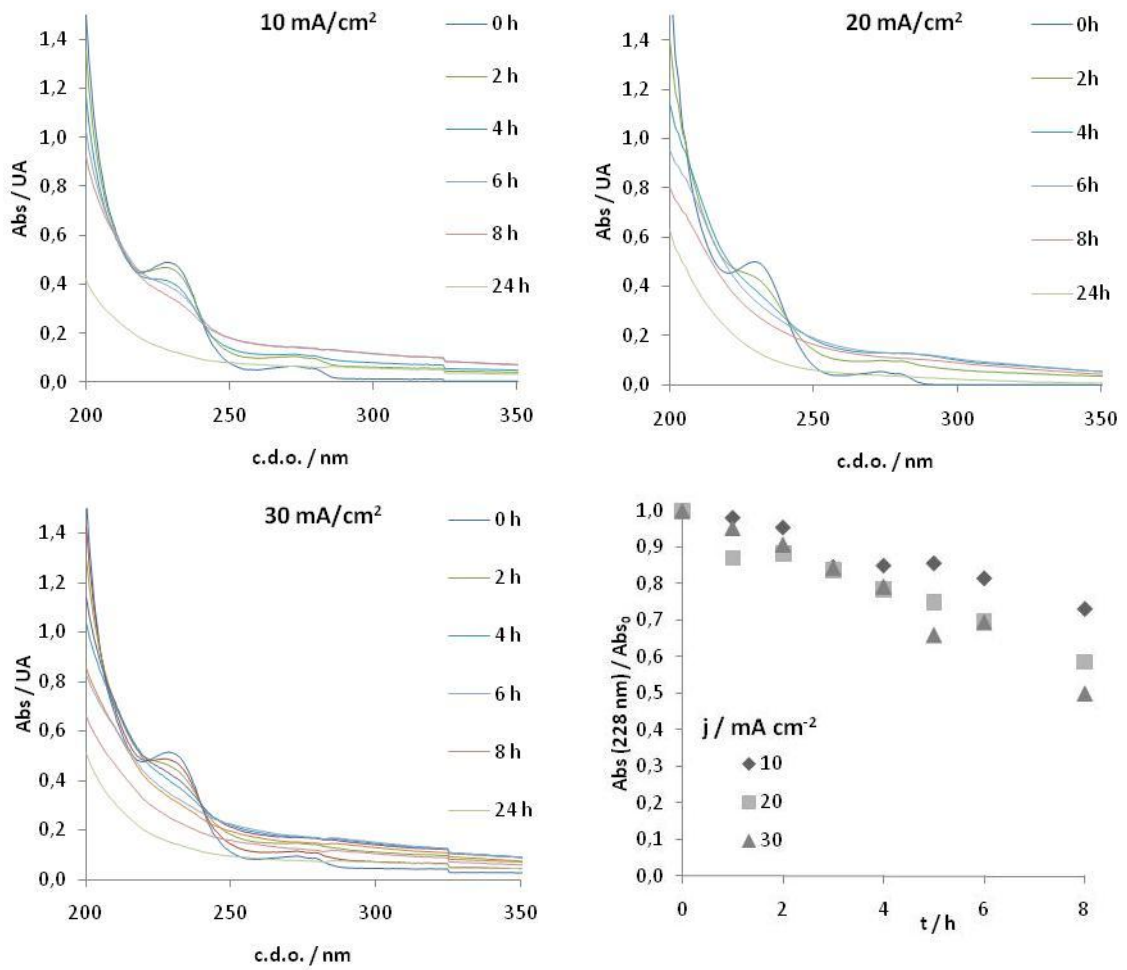 10 mA/cm²
0 h
2 h
4 h
6 h
8 h
24 h
1,4
1,2
1,0
0,8
0,6
0,4
0,2
0,0
Abs / UA
200
250
300
350
c.d.o. / nm
20 mA/cm²
0h
2h
4h
6h
8h
24h
1,4
1,2
1,0
0,8
0,6
0,4
0,2
0,0
Abs / UA
200
250
300
350
c.d.o. / nm
30 mA/cm²
0 h
2 h
4 h
6 h
8 h
24 h
1,4
1,2
1,0
0,8
0,6
0,4
0,2
0,0
Abs / UA
200
250
300
350
c.d.o. / nm
1,0
0,9
0,8
0,7
0,6
0,5
0,4
0,3
0,2
0,1
0,0
Abs (228 nm) / Abs₀
j / mA cm⁻²
10
20
30
0
2
4
6
8
t / h